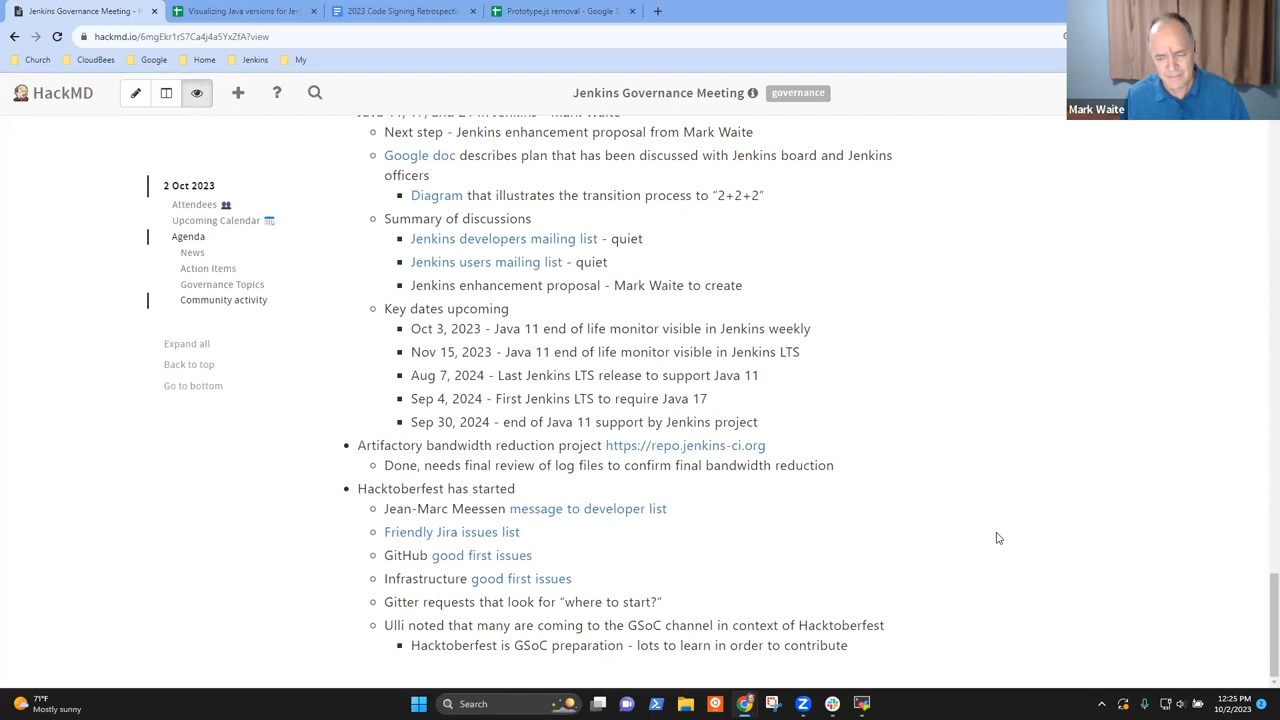 Jenkins Governance Meeting - H
Visualizing Java versions for Jen
2023 Code Signing Retrospecti
Prototype.js removal - Google S
hackmd.io/6mgEkr1rS7Ca4j4a5YxZfA?view
Church
CloudBees
Google
Home
Jenkins
My
HackMD
Jenkins Governance Meeting
governance
Mark Waite
Next step - Jenkins enhancement proposal from Mark Waite
Google doc describes plan that has been discussed with Jenkins board and Jenkins
officers
Diagram that illustrates the transition process to “2+2+2”
Summary of discussions
Jenkins developers mailing list - quiet
Jenkins users mailing list - quiet
Jenkins enhancement proposal - Mark Waite to create
Key dates upcoming
Oct 3, 2023 - Java 11 end of life monitor visible in Jenkins weekly
Nov 15, 2023 - Java 11 end of life monitor visible in Jenkins LTS
Aug 7, 2024 - Last Jenkins LTS release to support Java 11
Sep 4, 2024 - First Jenkins LTS to require Java 17
Sep 30, 2024 - end of Java 11 support by Jenkins project
Artifactory bandwidth reduction project https://repo.jenkins-ci.org
Done, needs final review of log files to confirm final bandwidth reduction
Hacktoberfest has started
Jean-Marc Meessen message to developer list
Friendly Jira issues list
GitHub good first issues
Infrastructure good first issues
Gitter requests that look for “where to start?”
Ulli noted that many are coming to the GSoC channel in context of Hacktoberfest
Hacktoberfest is GSoC preparation - lots to learn in order to contribute
2 Oct 2023
Attendees
Upcoming Calendar
Agenda
News
Action Items
Governance Topics
Community activity
Expand all
Back to top
Go to bottom
71°F
Mostly sunny
Search
12:25 PM
10/2/2023